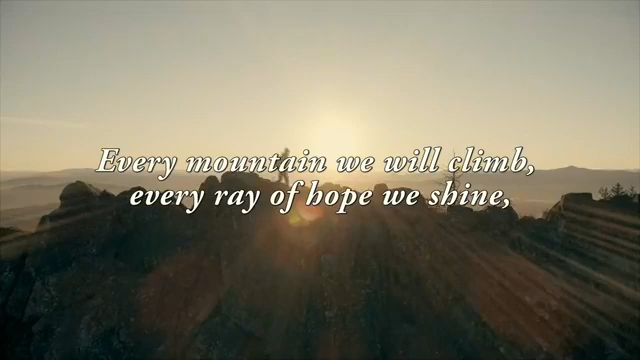 Every mountain we will climb,
every ray of hope we shine,